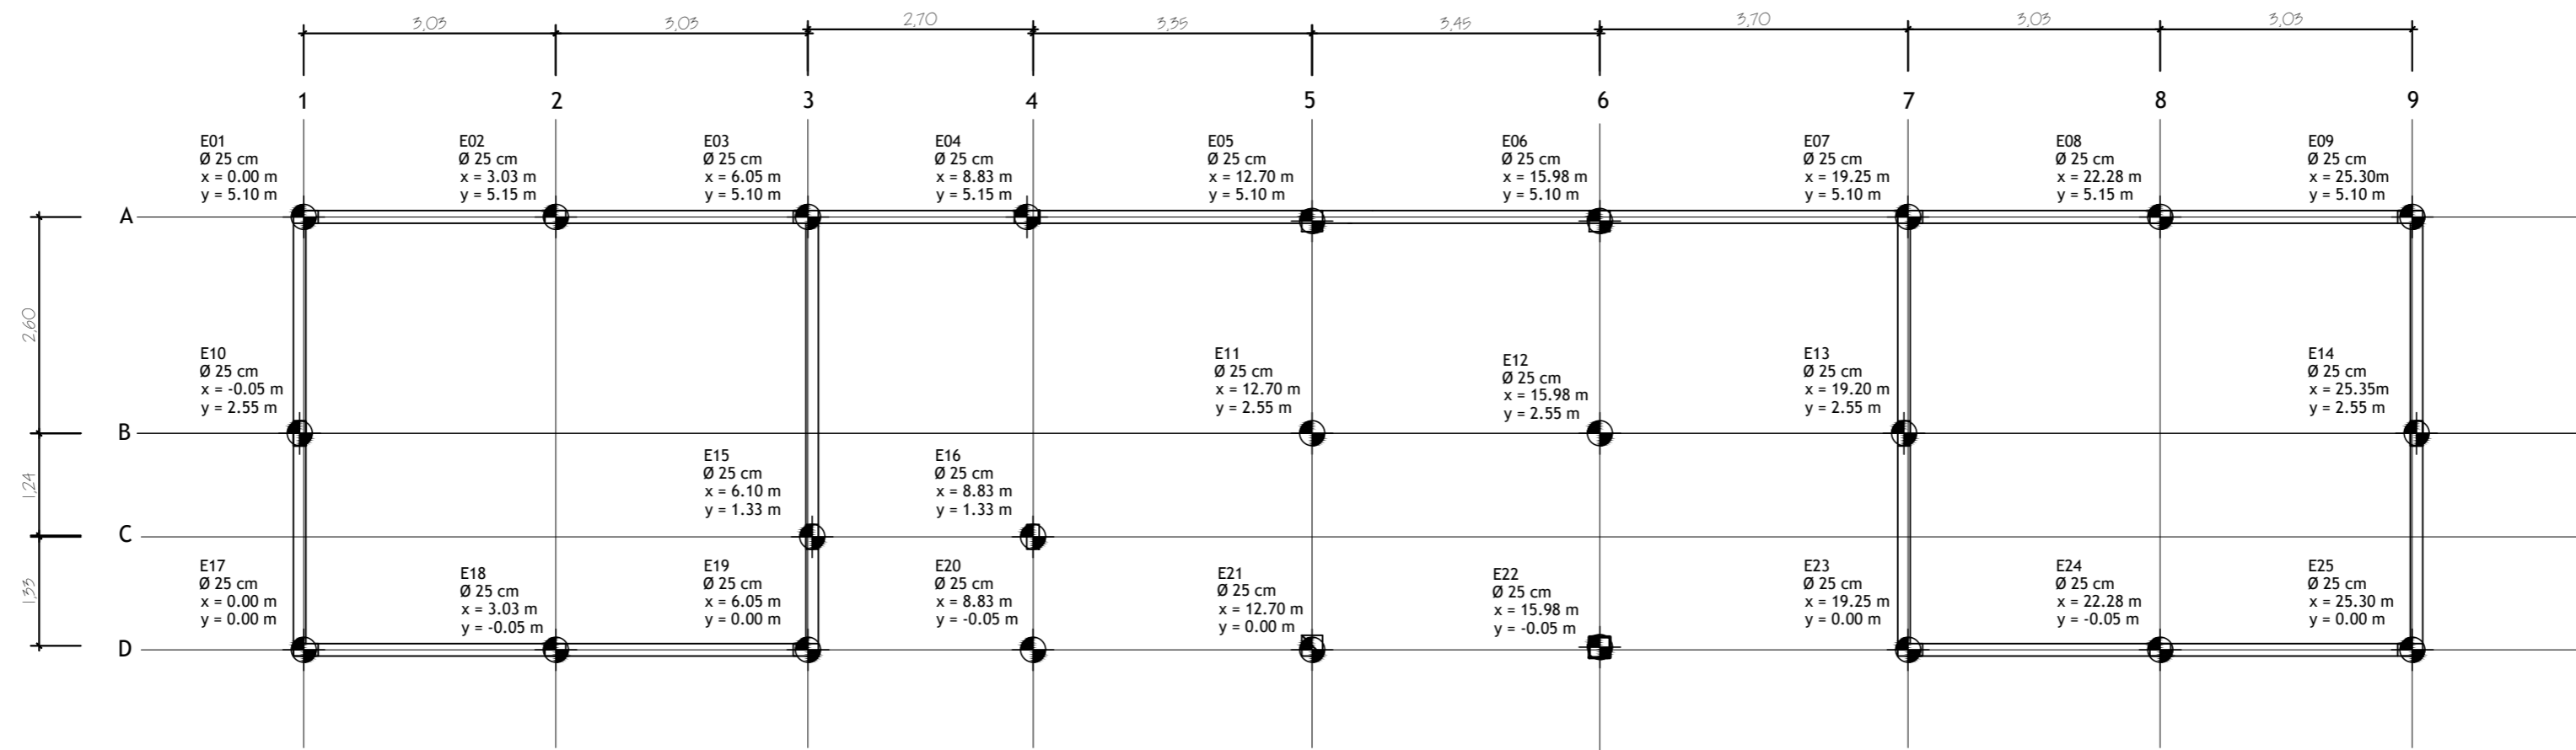 3,03
3,03
2,70
3,35
3,45
3,70
3,03
3,03
1
2
3
4
5
6
7
8
9
E01
Ø 25 cm
x = 0.00 m
y = 5.10 m
E02
Ø 25 cm
x = 3.03 m
y = 5.15 m
E03
Ø 25 cm
x = 6.05 m
y = 5.10 m
E04
Ø 25 cm
x = 8.83 m
y = 5.15 m
E05
Ø 25 cm
x = 12.70 m
y = 5.10 m
E06
Ø 25 cm
x = 15.98 m
y = 5.10 m
E07
Ø 25 cm
x = 19.25 m
y = 5.10 m
E08
Ø 25 cm
x = 22.28 m
y = 5.15 m
E09
Ø 25 cm
x = 25.30m
y = 5.10 m
A
2,60
E10
Ø 25 cm
x = -0.05 m
y = 2.55 m
E11
Ø 25 cm
x = 12.70 m
y = 2.55 m
E12
Ø 25 cm
x = 15.98 m
y = 2.55 m
E13
Ø 25 cm
x = 19.20 m
y = 2.55 m
E14
Ø 25 cm
x = 25.35m
y = 2.55 m
B
1,24
E15
Ø 25 cm
x = 6.10 m
y = 1.33 m
E16
Ø 25 cm
x = 8.83 m
y = 1.33 m
C
1,33
E17
Ø 25 cm
x = 0.00 m
y = 0.00 m
E18
Ø 25 cm
x = 3.03 m
y = -0.05 m
E19
Ø 25 cm
x = 6.05 m
y = 0.00 m
E20
Ø 25 cm
x = 8.83 m
y = -0.05 m
E21
Ø 25 cm
x = 12.70 m
y = 0.00 m
E22
Ø 25 cm
x = 15.98 m
y = -0.05 m
E23
Ø 25 cm
x = 19.25 m
y = 0.00 m
E24
Ø 25 cm
x = 22.28 m
y = -0.05 m
E25
Ø 25 cm
x = 25.30 m
y = 0.00 m
D